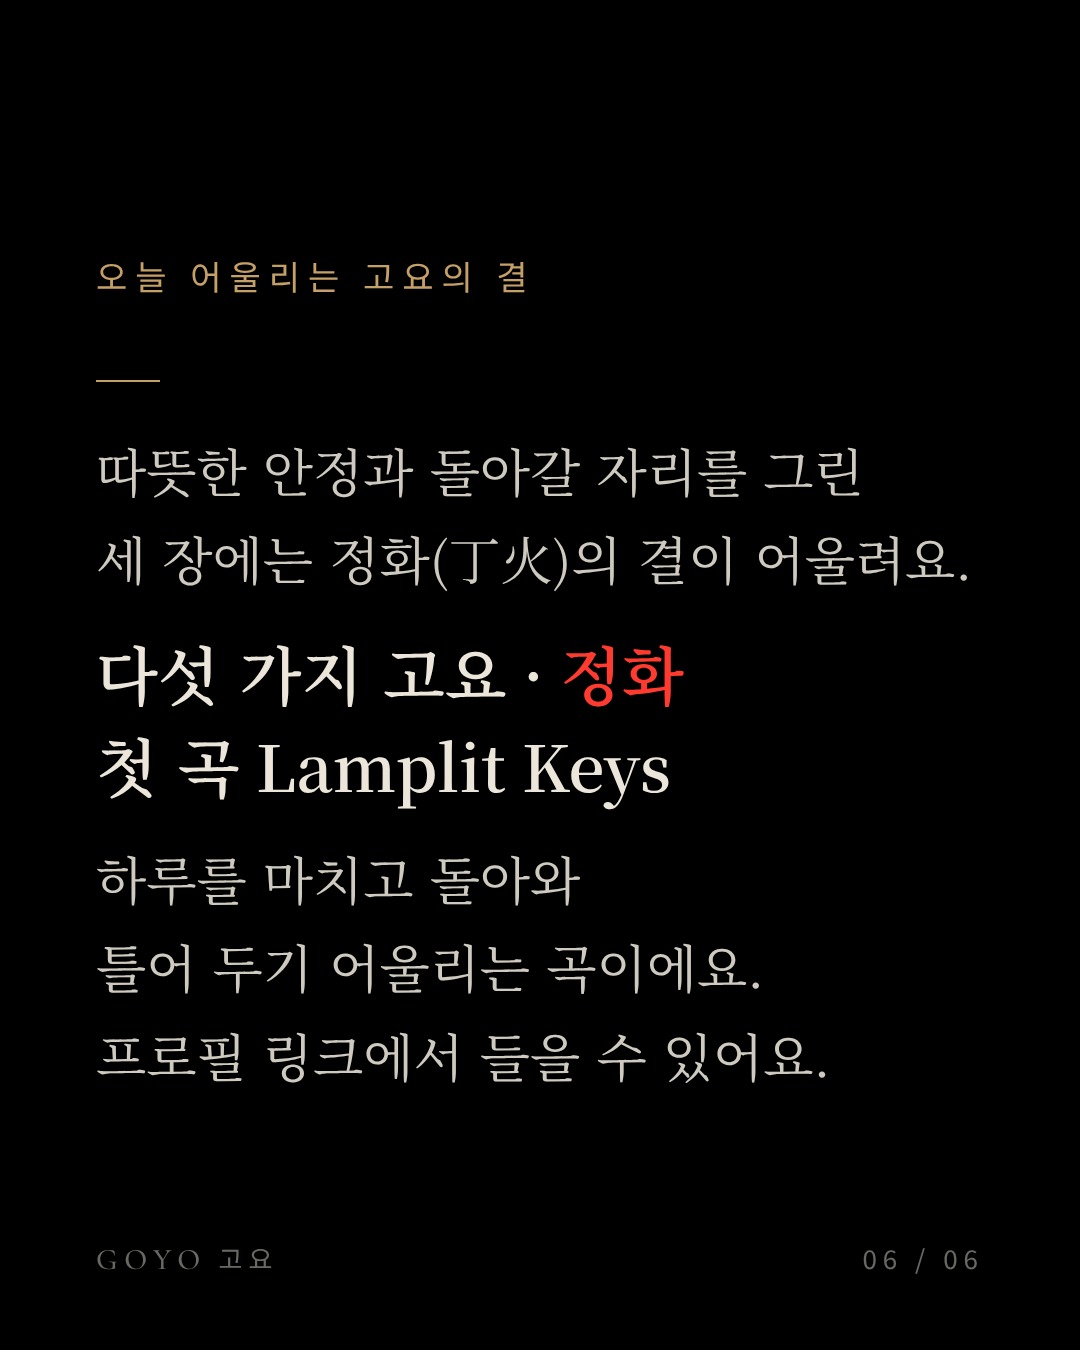 오늘 어울리는 고요의 결
따뜻한 안정과 돌아갈 자리를 그린
세 장에는 정화(丁火)의 결이 어울려요.
다섯 가지 고요 · 정화
첫 곡 Lamplit Keys
하루를 마치고 돌아와
틀어 두기 어울리는 곡이에요.
프로필 링크에서 들을 수 있어요.
GOYO 고요
06 / 06